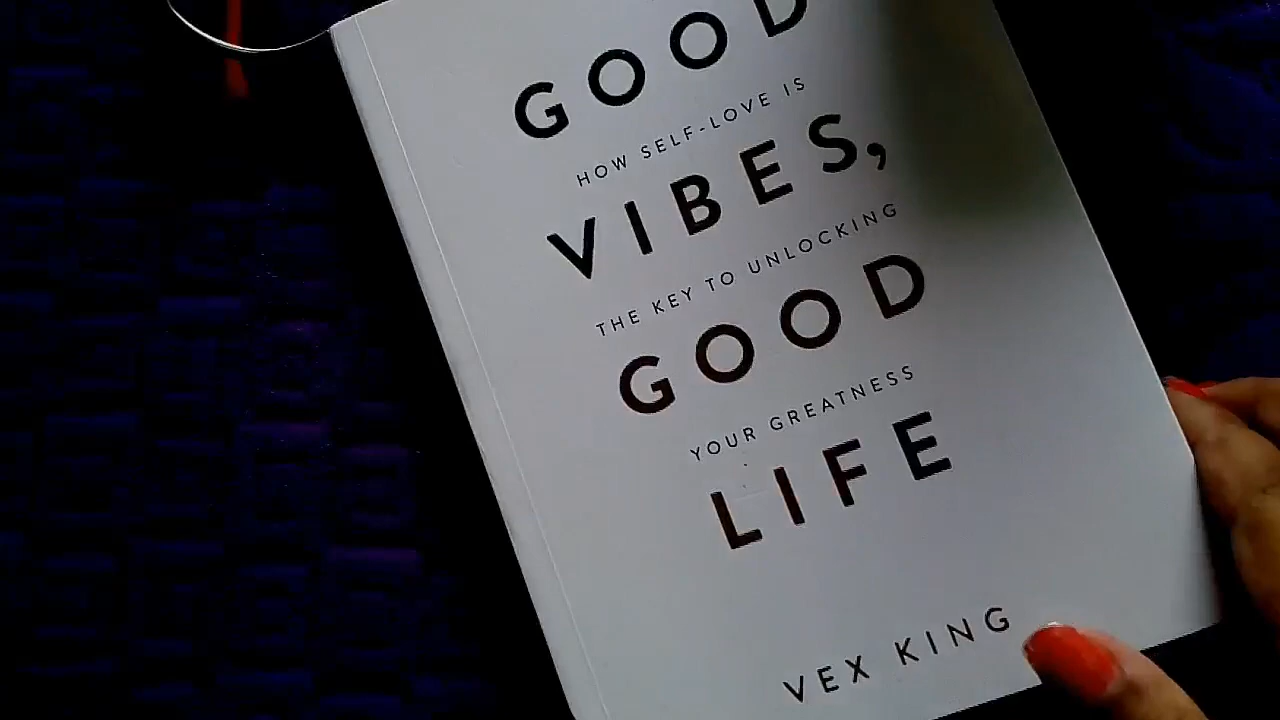 GOOD
HOW SELF-LOVE IS
VIBES,
THE KEY TO UNLOCKING
GOOD
YOUR GREATNESS
LIFE
VEX KING